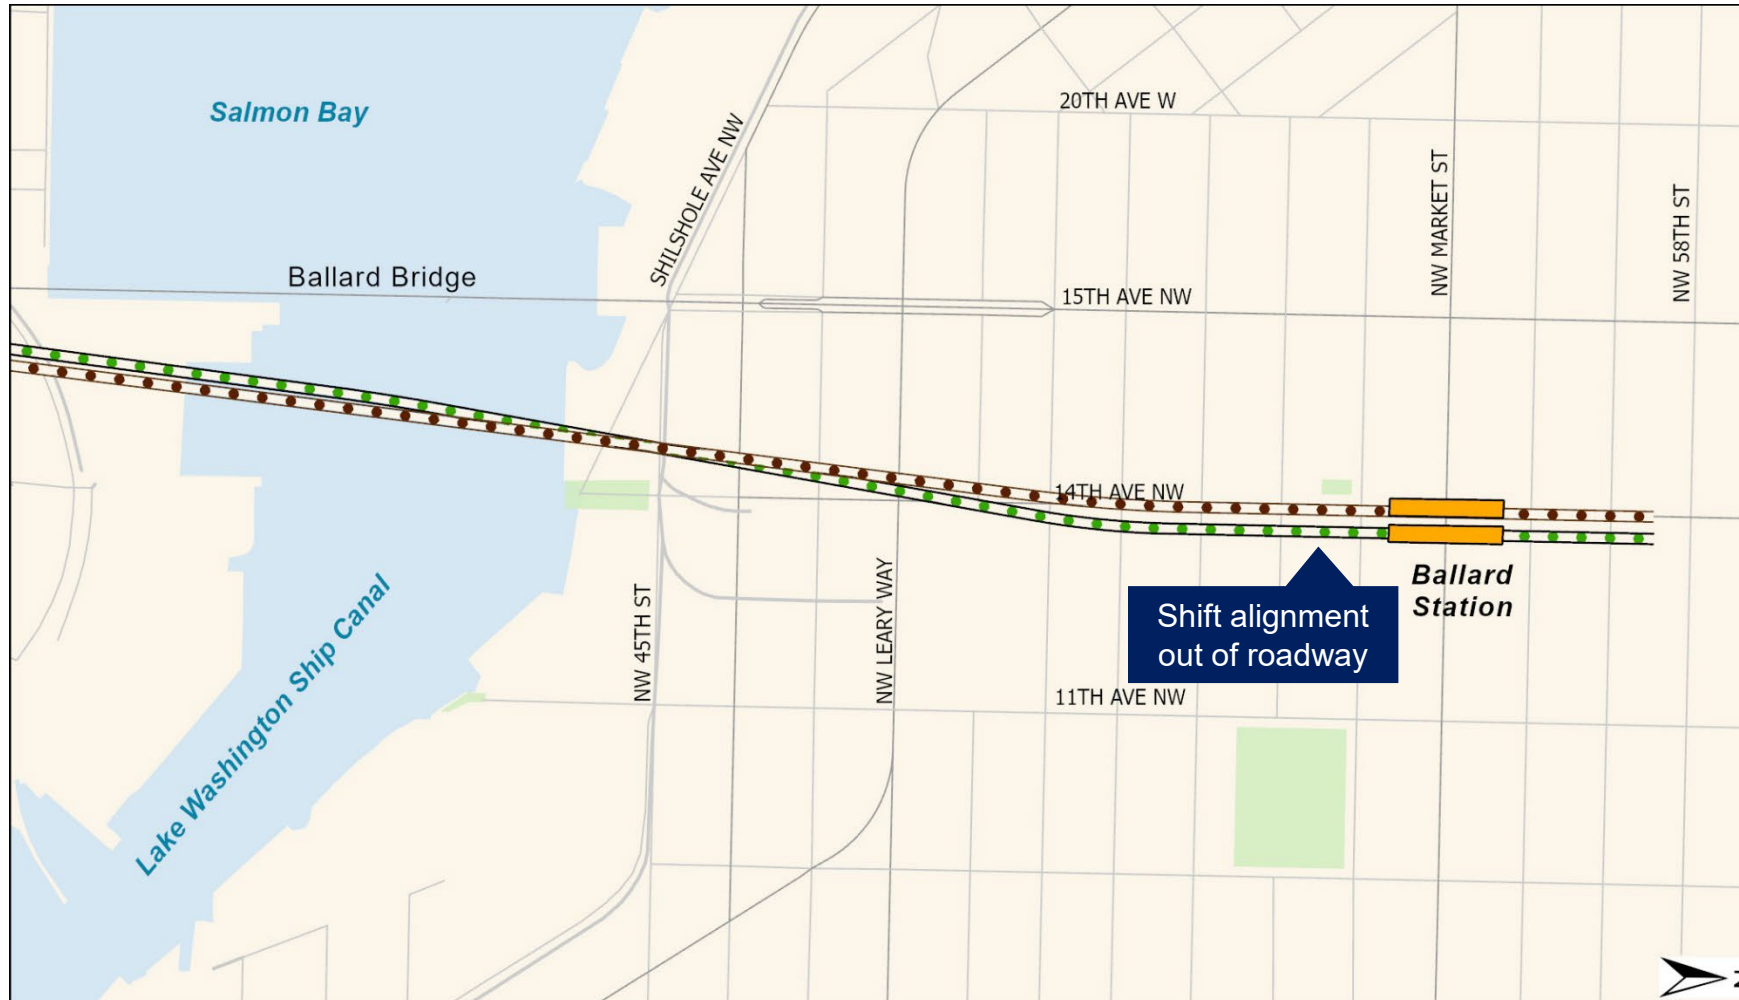 Salmon Bay
20TH AVE W
SHILSHOLE AVE NW
NW MARKET ST
NW 58TH ST
Ballard Bridge
15TH AVE NW
14TH AVE NW
Ballard
Station
Shift alignment
out of roadway
NW 45TH ST
NW LEARY WAY
11TH AVE NW
Lake Washington Ship Canal